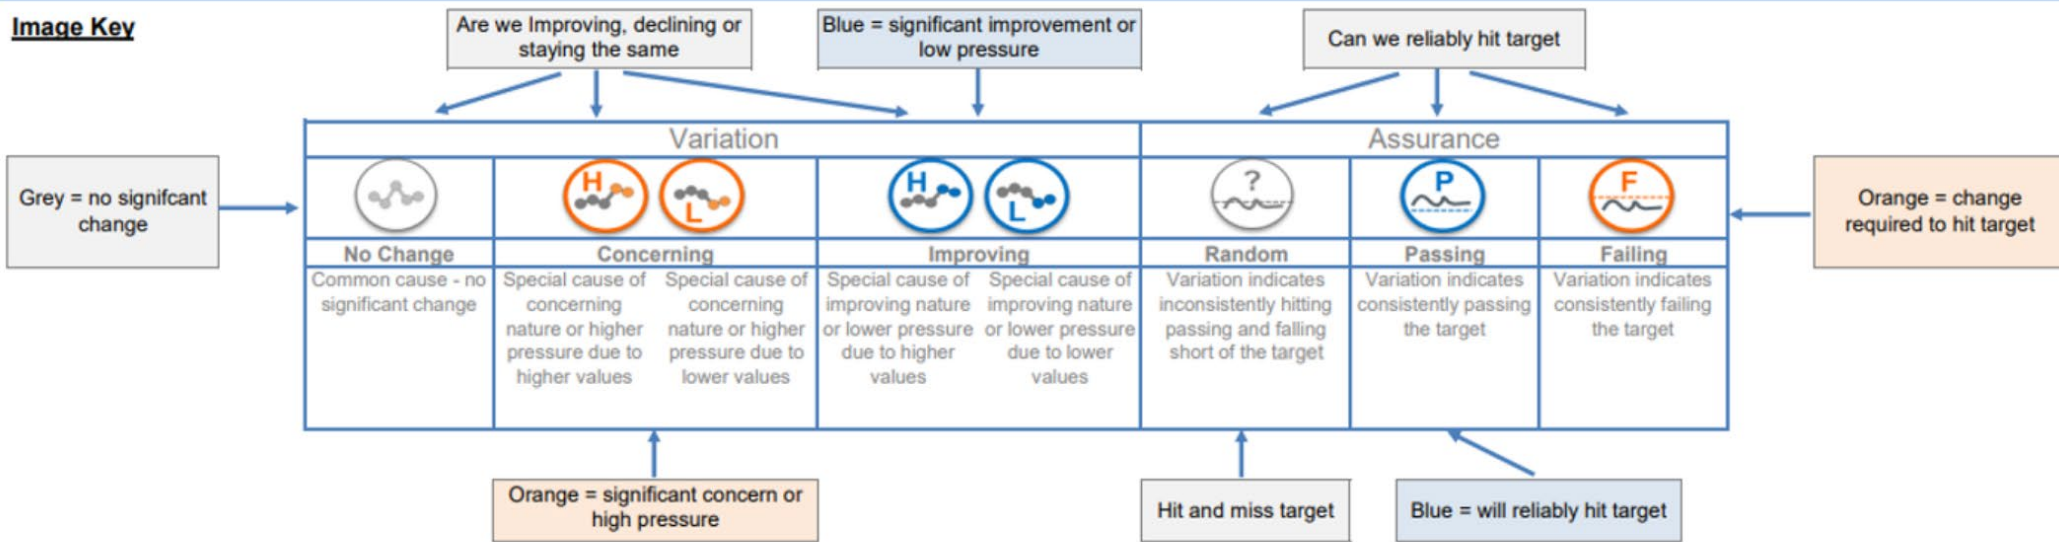 Image Key
Are we Improving, declining or
staying the same
Blue = significant improvement or
low pressure
Can we reliably hit target
Grey = no signifcant
change
Orange = change
required to hit target
Variation
Assurance
H
L
H
L
?
P
F
No Change
Concerning
Improving
Random
Passing
Failing
Common cause - no
significant change
Special cause of
concerning
nature or higher
pressure due to
higher values
Special cause of
concerning
nature or higher
pressure due to
lower values
Special cause of
improving nature
or lower pressure
due to higher
values
Special cause of
improving nature
or lower pressure
due to lower
values
Variation indicates
inconsistently hitting
passing and falling
short of the target
Variation indicates
consistently passing
the target
Variation indicates
consistently failing
the target
Orange = significant concern or
high pressure
Hit and miss target
Blue = will reliably hit target